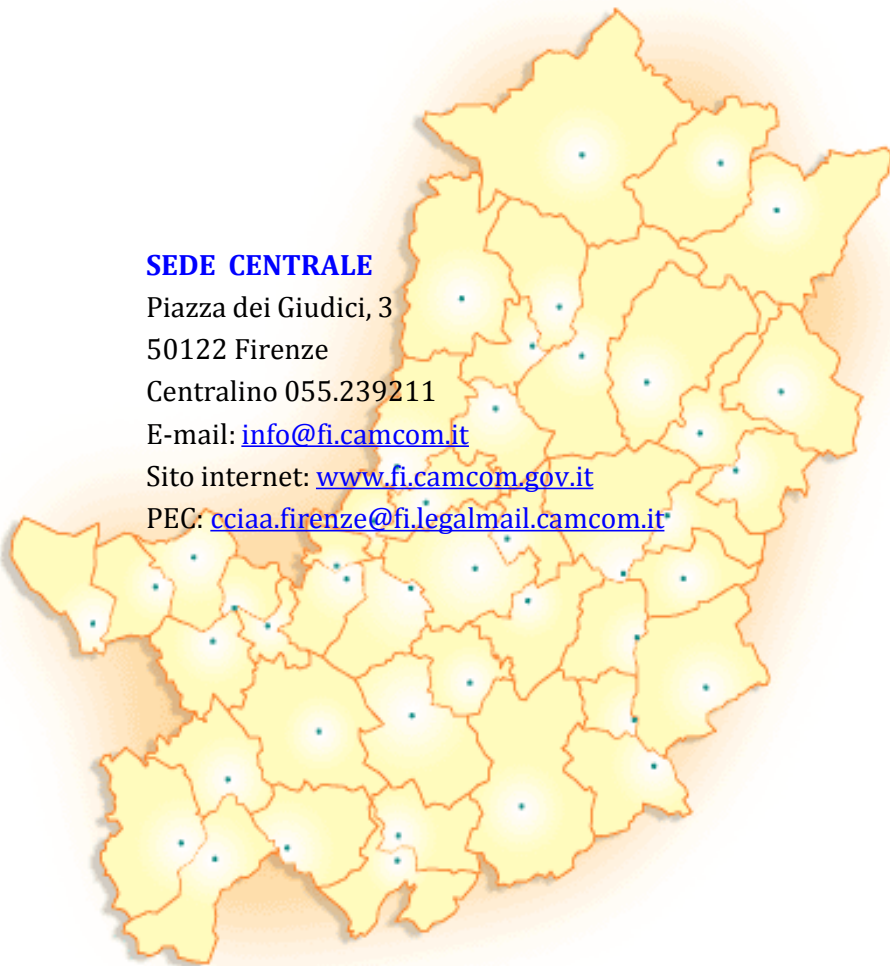 SEDE CENTRALE
Piazza dei Giudici, 3
50122 Firenze
Centralino 055.239211
E-mail: info@fi.camcom.it
Sito internet: www.fi.camcom.gov.it
PEC: cciaa.firenze@fi.legalmail.camcom.it